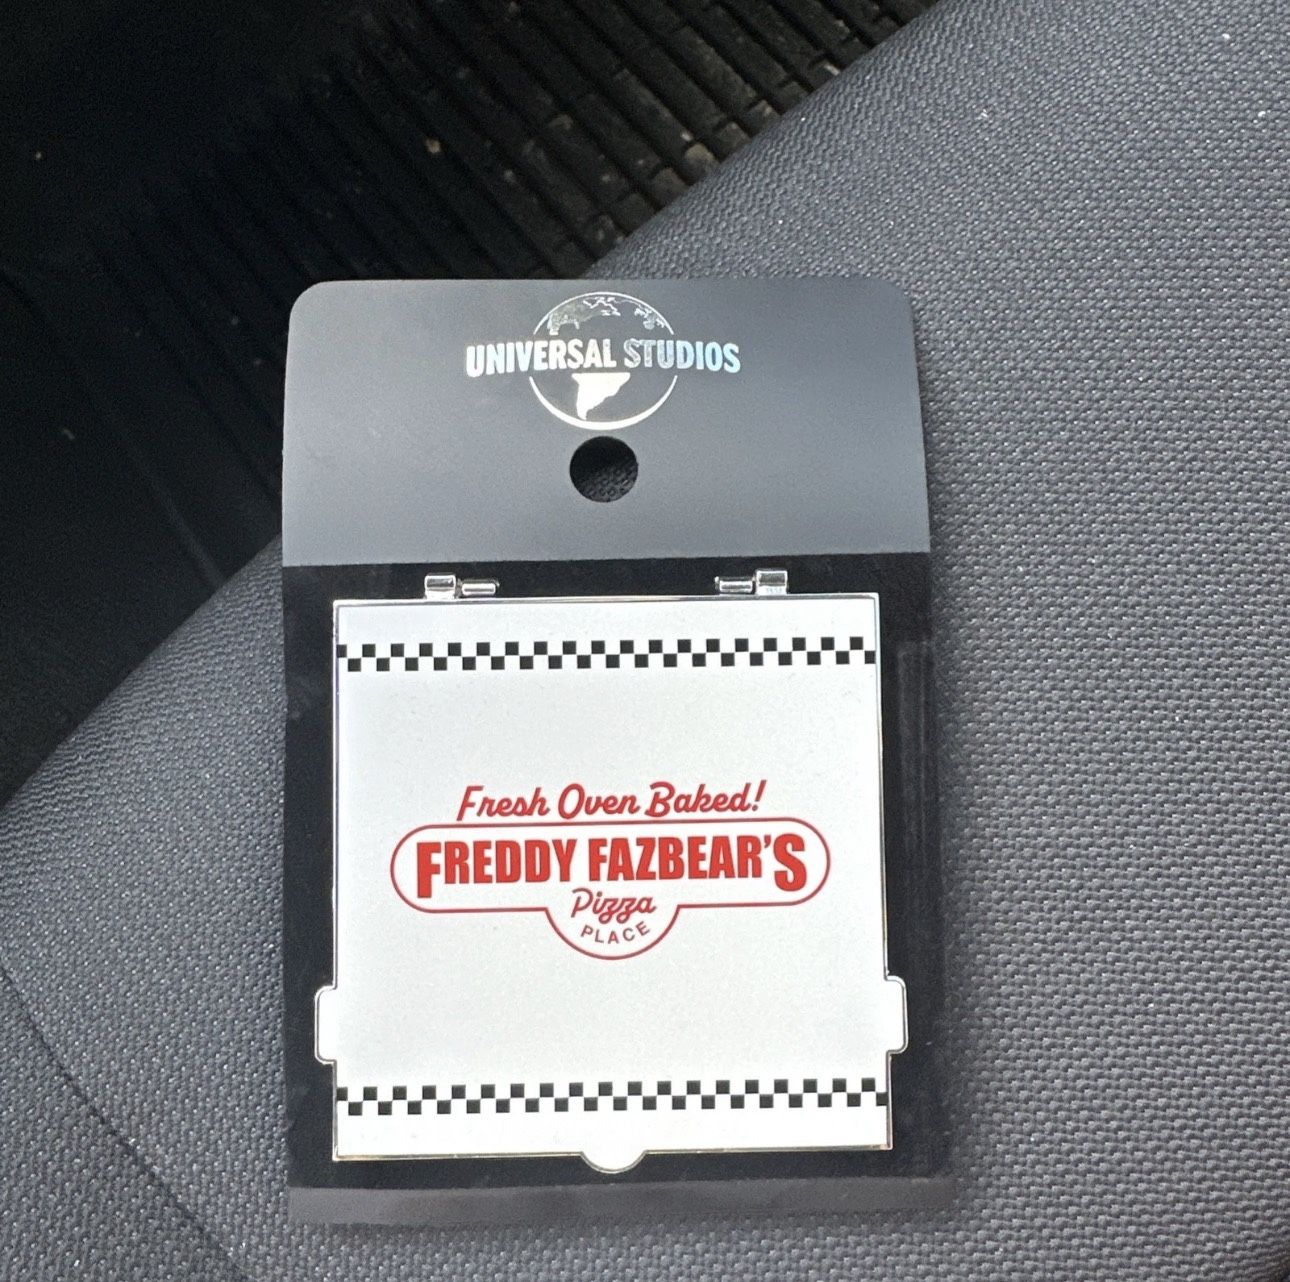 UNIVERSAL STUDIOS
Fresh Oven Baked!
FREDDY FAZBEAR'S
Pizza
PLACE